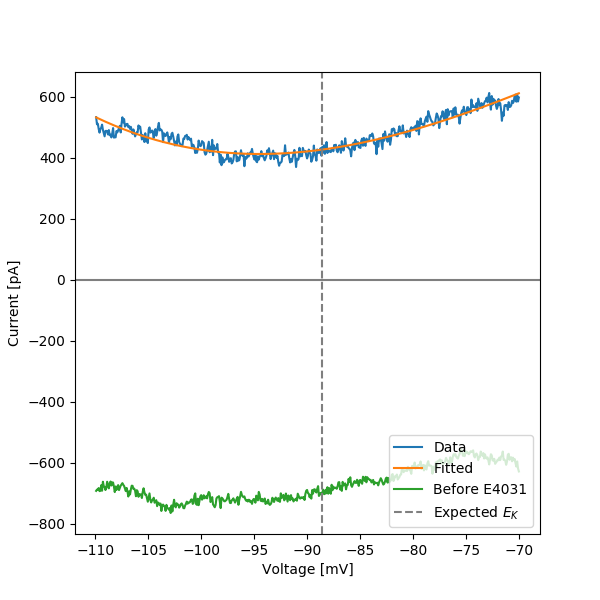 600
400
200
0
−200
−400
−600
−800
Current [pA]
Data
Fitted
Before E4031
Expected E_K
−110 −105 −100 −95 −90 −85 −80 −75 −70
Voltage [mV]